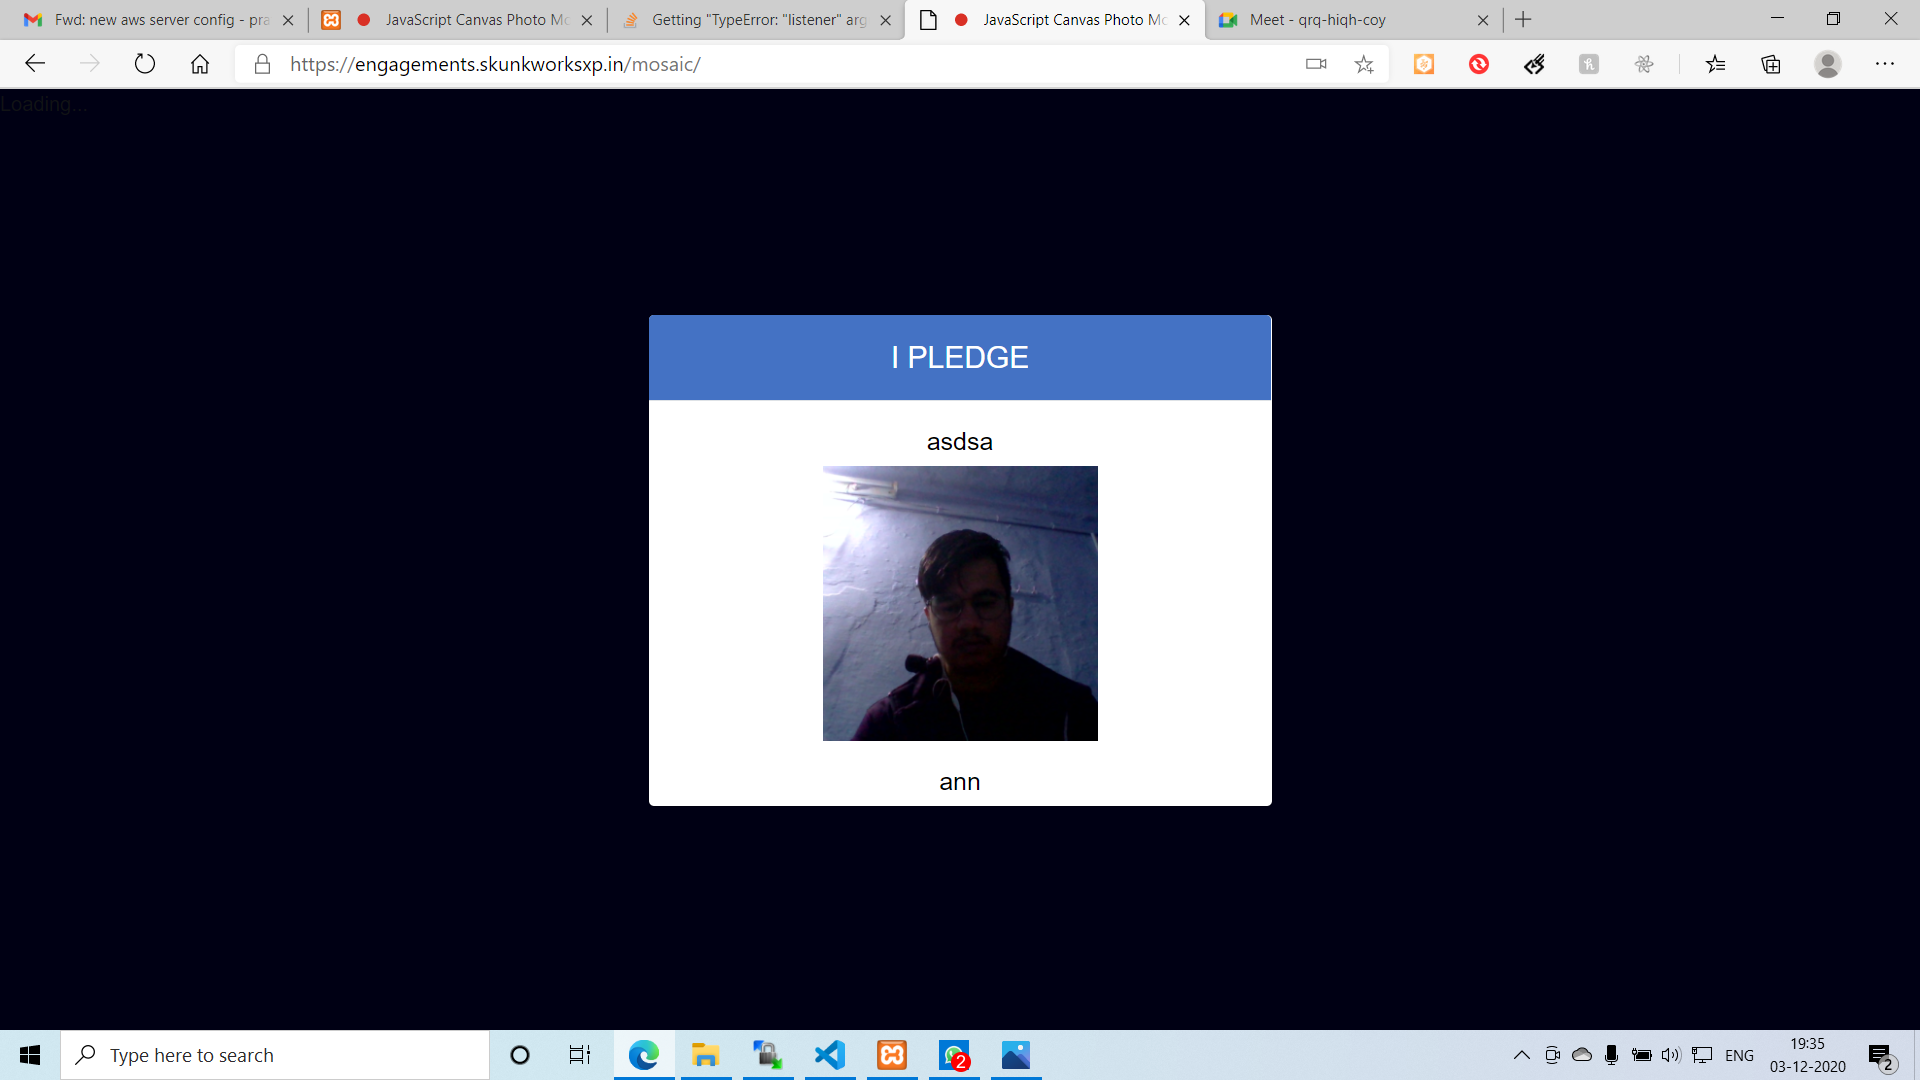 Fwd: new aws server config - pra
JavaScript Canvas Photo Mo
Getting "TypeError: "listener" arg
JavaScript Canvas Photo Mo
Meet - qrq-hiqh-coy
https://engagements.skunkworksxp.in/mosaic/
Loading...
I PLEDGE
asdsa
ann
Type here to search
2
ENG
19:35
03-12-2020
2